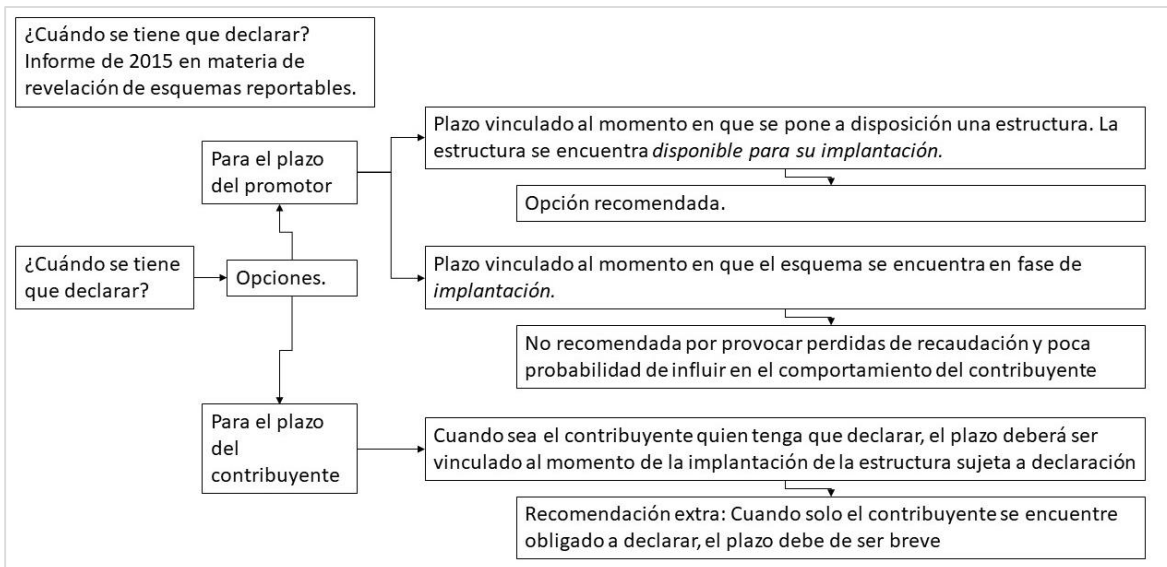 ¿Cuándo se tiene que declarar?
Informe de 2015 en materia de
revelación de esquemas reportables.
Para el plazo
del promotor
Plazo vinculado al momento en que se pone a disposición una estructura. La
estructura se encuentra disponible para su implantación.
Opción recomendada.
¿Cuándo se tiene
que declarar?
Opciones.
Plazo vinculado al momento en que el esquema se encuentra en fase de
implantación.
No recomendada por provocar perdidas de recaudación y poca
probabilidad de influir en el comportamiento del contribuyente
Para el plazo
del
contribuyente
Cuando sea el contribuyente quien tenga que declarar, el plazo deberá ser
vinculado al momento de la implantación de la estructura sujeta a declaración
Recomendación extra: Cuando solo el contribuyente se encuentre
obligado a declarar, el plazo debe de ser breve